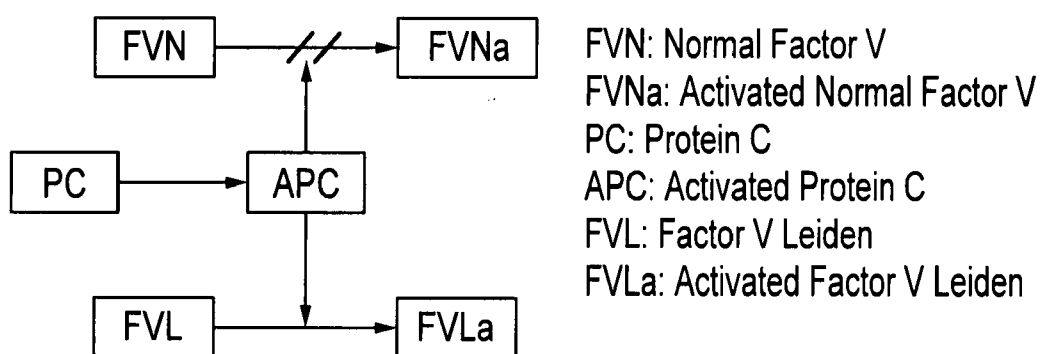 FVN
FVNa
PC
APC
FVL
FVLa
FVN: Normal Factor V
FVNa: Activated Normal Factor V
PC: Protein C
APC: Activated Protein C
FVL: Factor V Leiden
FVLa: Activated Factor V Leiden